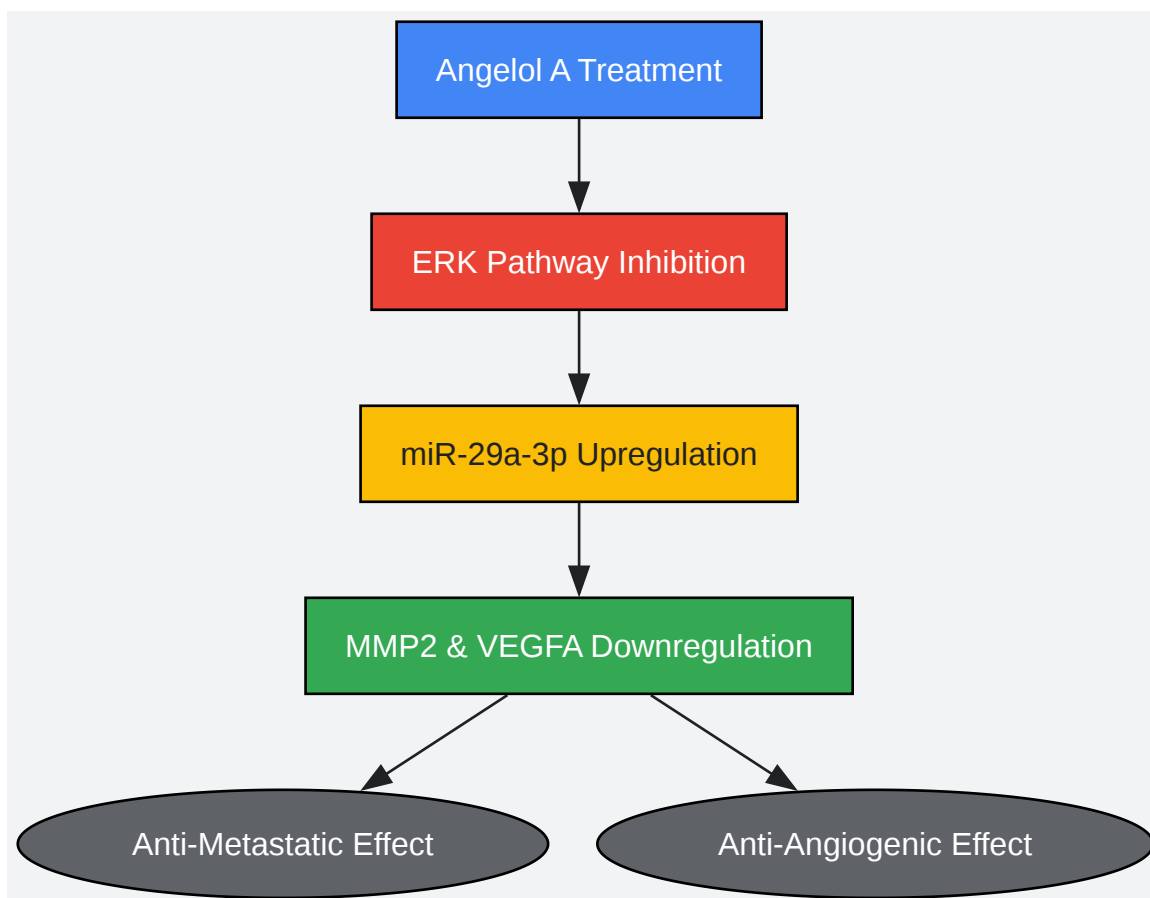 Angelol A Treatment
ERK Pathway Inhibition
miR-29a-3p Upregulation
MMP2 & VEGFA Downregulation
Anti-Metastatic Effect
Anti-Angiogenic Effect